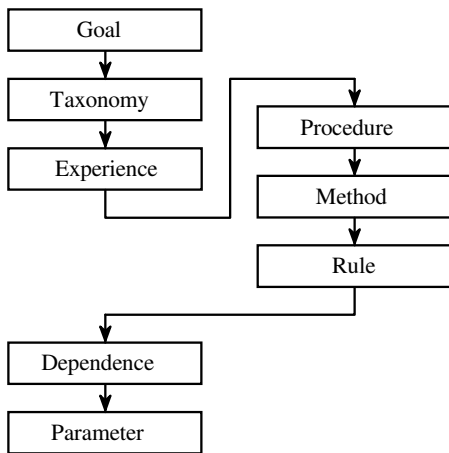 Goal
Taxonomy
Experience
Procedure
Method
Rule
Dependence
Parameter